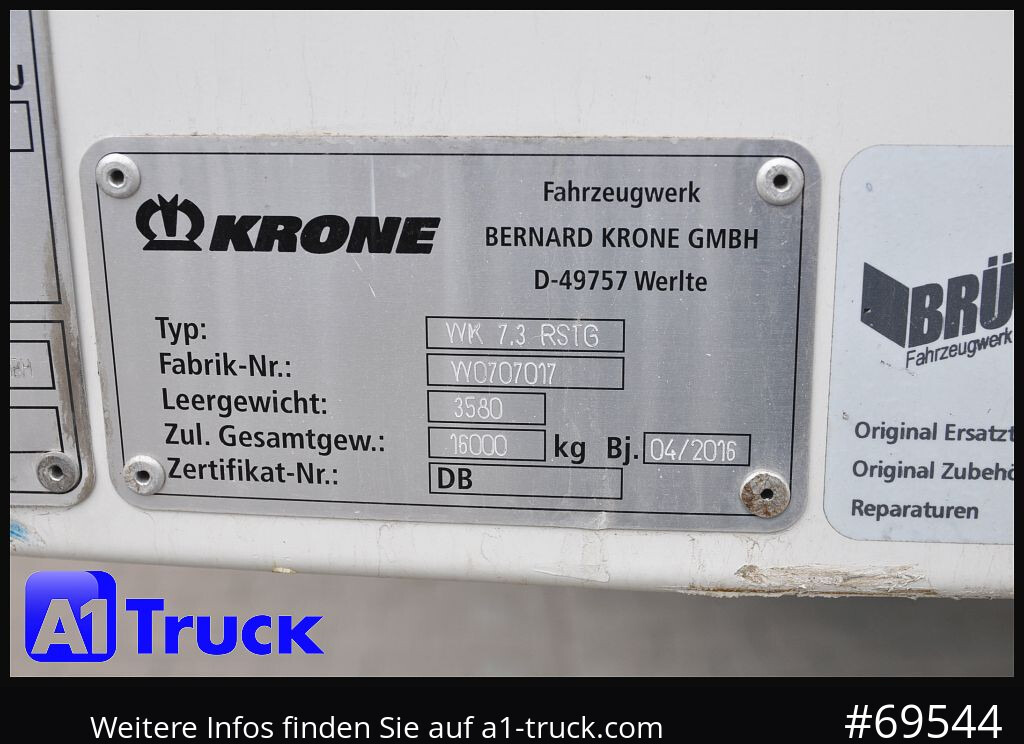 KRONE
Fahrzeugwerk
BERNARD KRONE GMBH
D-49757 Werlte
Typ: WK 7.3 RSTG
Fabrik-Nr.: W0707017
Leergewicht: 3580
Zul. Gesamtgew.: 16000 kg Bj. 04/2016
Zertifikat-Nr.: DB
BRÜ
Fahrzeugwerk
Original Ersatzt
Original Zubehö
Reparaturen
A1 Truck
Weitere Infos finden Sie auf a1-truck.com
#69544